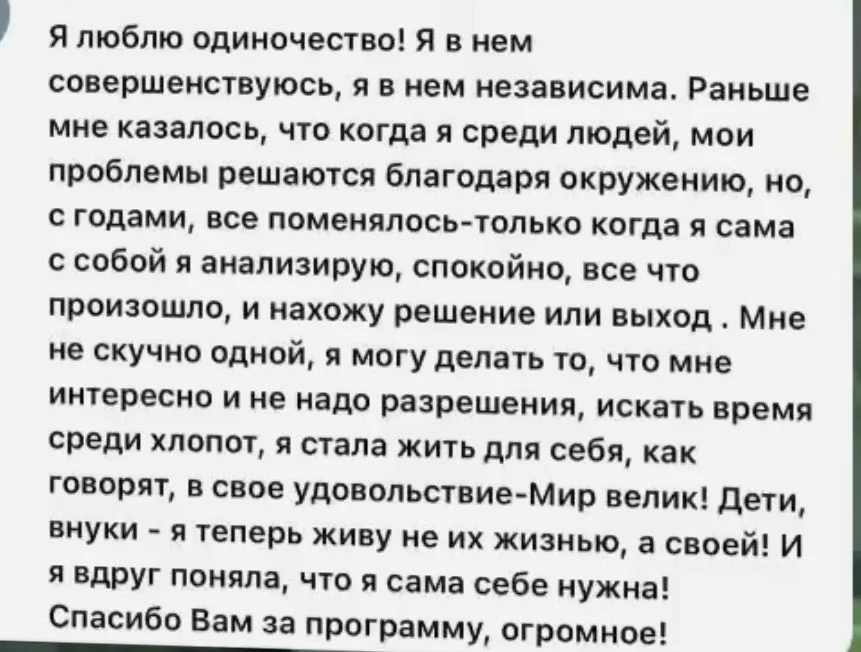 Я люблю одиночество! Я в нем
совершенствуюсь, я в нем независима. Раньше
мне казалось, что когда я среди людей, мои
проблемы решаются благодаря окружению, но,
с годами, все поменялось-только когда я сама
с собой я анализирую, спокойно, все что
произошло, и нахожу решение или выход . Мне
не скучно одной, я могу делать то, что мне
интересно и не надо разрешения, искать время
среди хлопот, я стала жить для себя, как
говорят, в свое удовольствие-Мир велик! Дети,
внуки - я теперь живу не их жизнью, а своей! И
я вдруг поняла, что я сама себе нужна!
Спасибо Вам за программу, огромное!